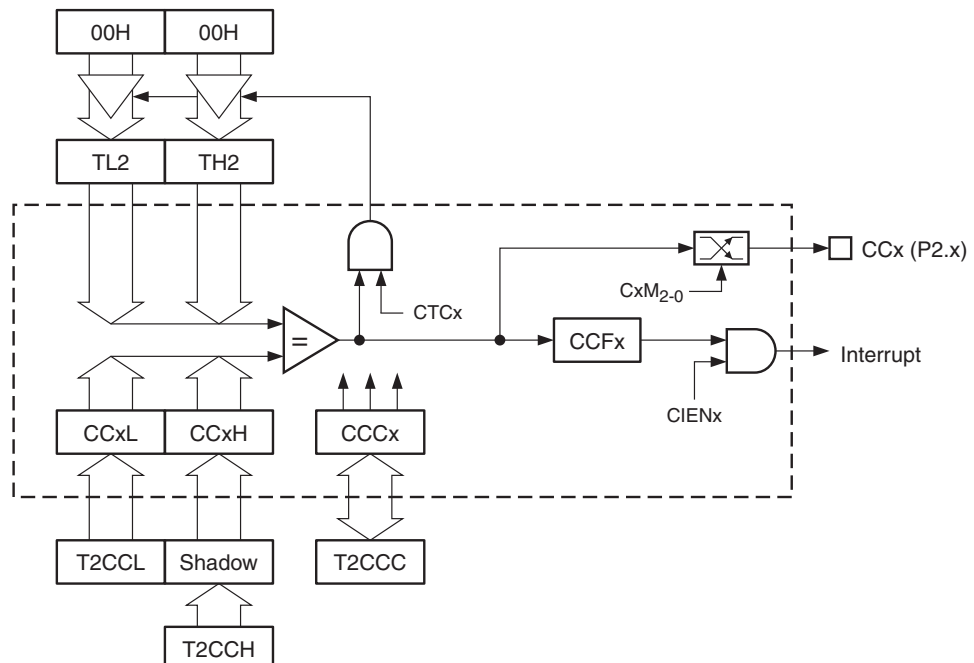 00H 00H
TL2 TH2
CCx (P2.x)
CxM2-0
CTCx
=
CCFx
Interrupt
CIENx
CCxL CCxH CCCx
T2CCL Shadow T2CCC
T2CCH